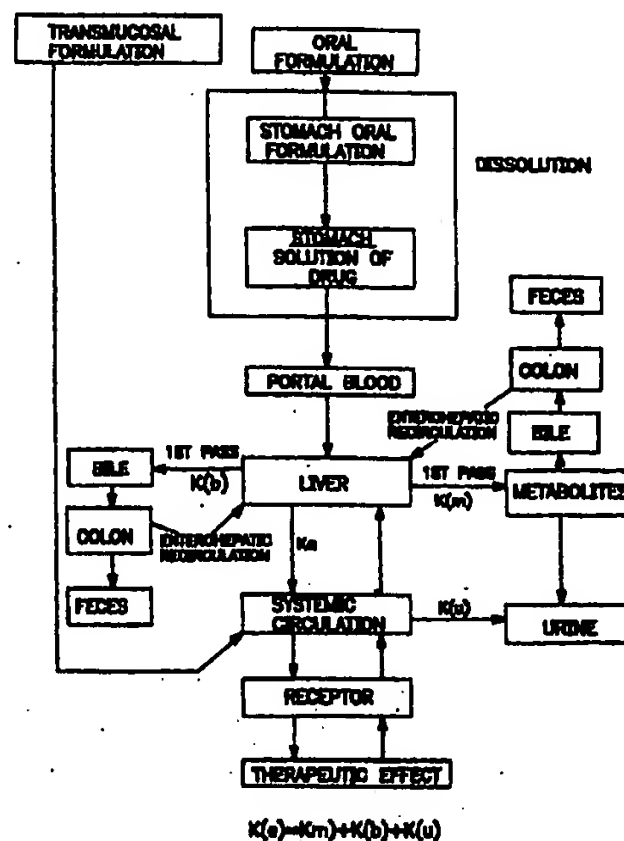 TRANSMUCOSAL
FORMULATION
ORAL
FORMULATION
STOMACH ORAL
FORMULATION
DISSOLUTION
STOMACH
SOLUTION OF
DRUG
FECES
COLON
PORTAL BLOOD
ENTEROHEPATIC
RECIRCULATION
BILE
1ST PASS
BILE
K(b)
LIVER
1ST PASS
K(m)
METABOLITES
COLON
ENTEROHEPATIC
RECIRCULATION
Ka
FECES
SYSTEMIC
CIRCULATION
K(u)
URINE
RECEPTOR
THERAPEUTIC EFFECT
K(e)=Km)+K(b)+K(u)